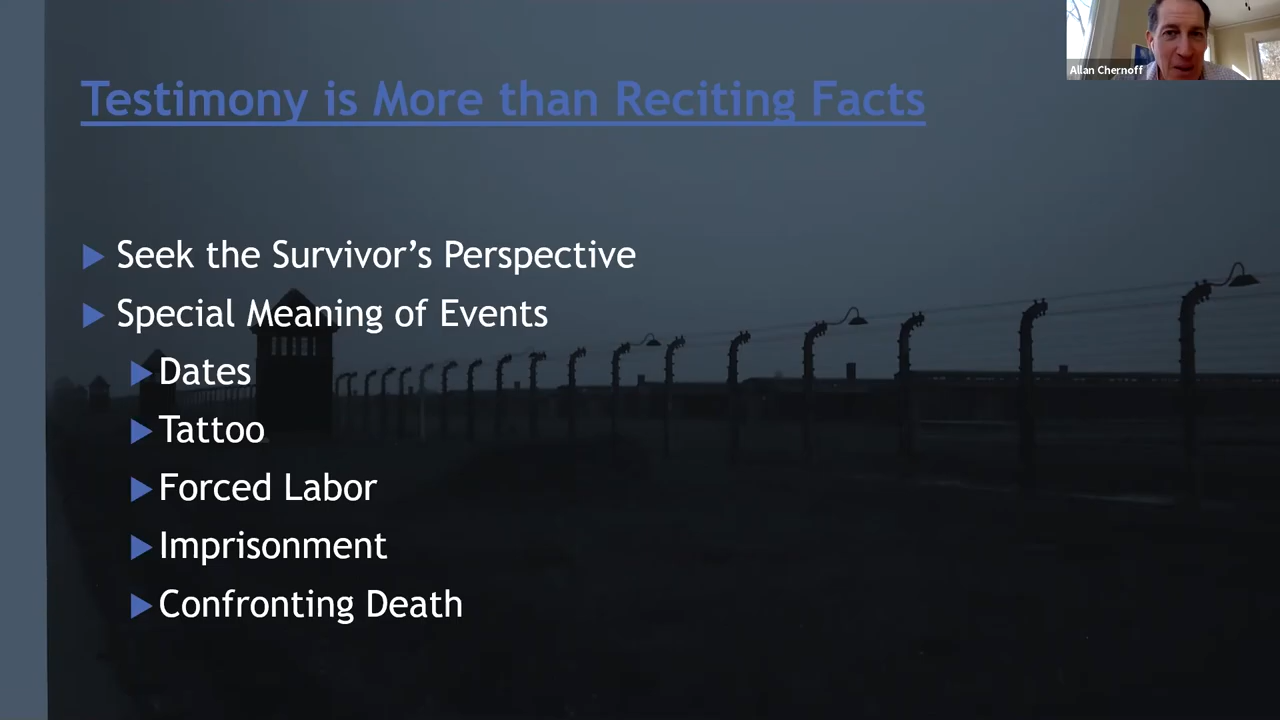 Allan Chernoff
Testimony is More than Reciting Facts
Seek the Survivor’s Perspective
Special Meaning of Events
Dates
Tattoo
Forced Labor
Imprisonment
Confronting Death